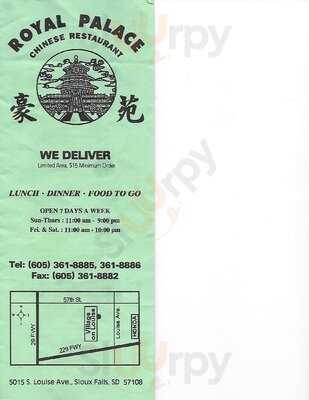 ROYAL PALACE
CHINESE RESTAURANT
豪 苑
WE DELIVER
Limited Area, $15 Minimum Order
LUNCH · DINNER · FOOD TO GO
OPEN 7 DAYS A WEEK
Sun-Thurs : 11:00 am - 9:00 pm
Fri. & Sat. : 11:00 am - 10:00 pm
Tel: (605) 361-8885, 361-8886
Fax: (605) 361-8882
57th St.
29 FWY
Village on Louise
Louise Ave.
HONDA
229 FWY
5015 S. Louise Ave., Sioux Falls, SD 57108